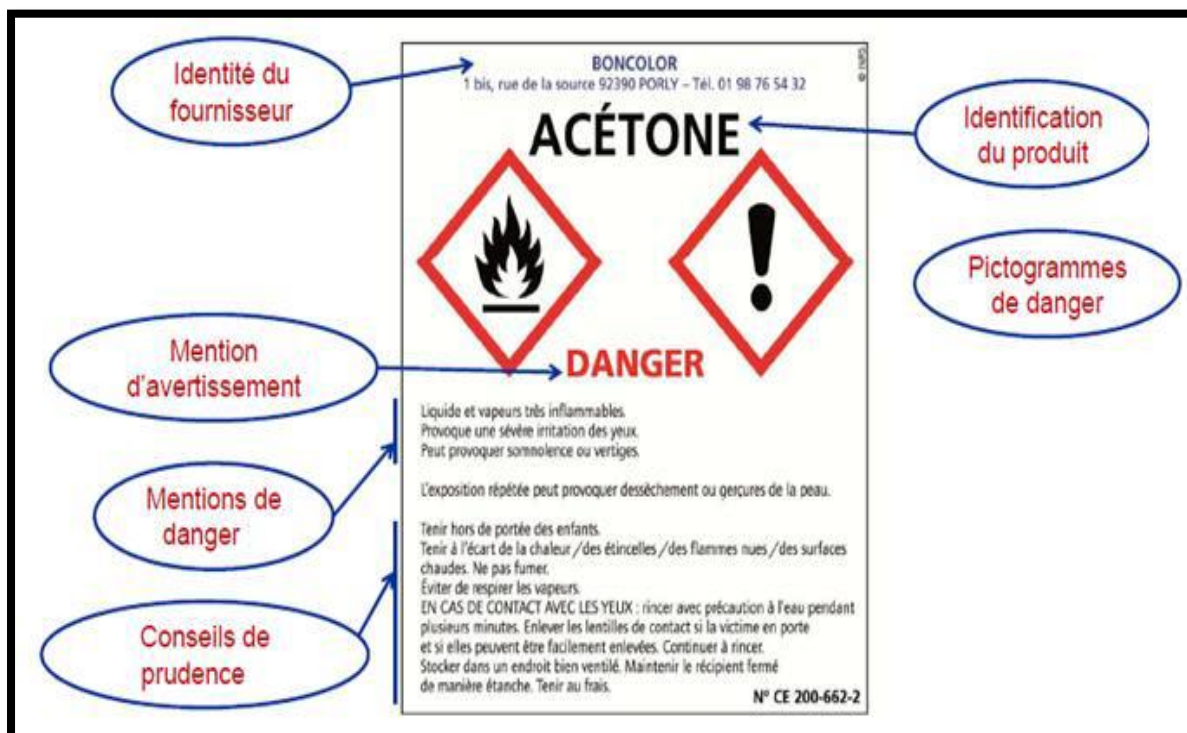 Identité du
fournisseur
BONCOLOR
1 bis, rue de la source 92390 PORLY – Tél. 01 98 76 54 32
© INRS
ACÉTONE
Identification
du produit
Pictogrammes
de danger
Mention
d'avertissement
DANGER
Liquide et vapeurs très inflammables.
Provoque une sévère irritation des yeux.
Peut provoquer somnolence ou vertiges.
L'exposition répétée peut provoquer dessèchement ou gerçures de la peau.
Mentions de
danger
Tenir hors de portée des enfants.
Tenir à l'écart de la chaleur /des étincelles /des flammes nues /des surfaces
chaudes. Ne pas fumer.
Éviter de respirer les vapeurs.
EN CAS DE CONTACT AVEC LES YEUX : rincer avec précaution à l'eau pendant
plusieurs minutes. Enlever les lentilles de contact si la victime en porte
et si elles peuvent être facilement enlevées. Continuer à rincer.
Stocker dans un endroit bien ventilé. Maintenir le récipient fermé
de manière étanche. Tenir au frais.
Conseils de
prudence
N° CE 200-662-2